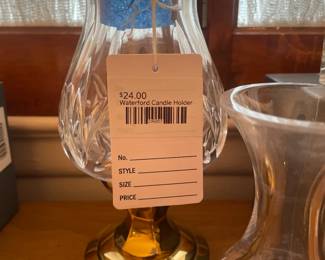 $24.00
Waterford Candle Holder
No.
STYLE
SIZE
PRICE